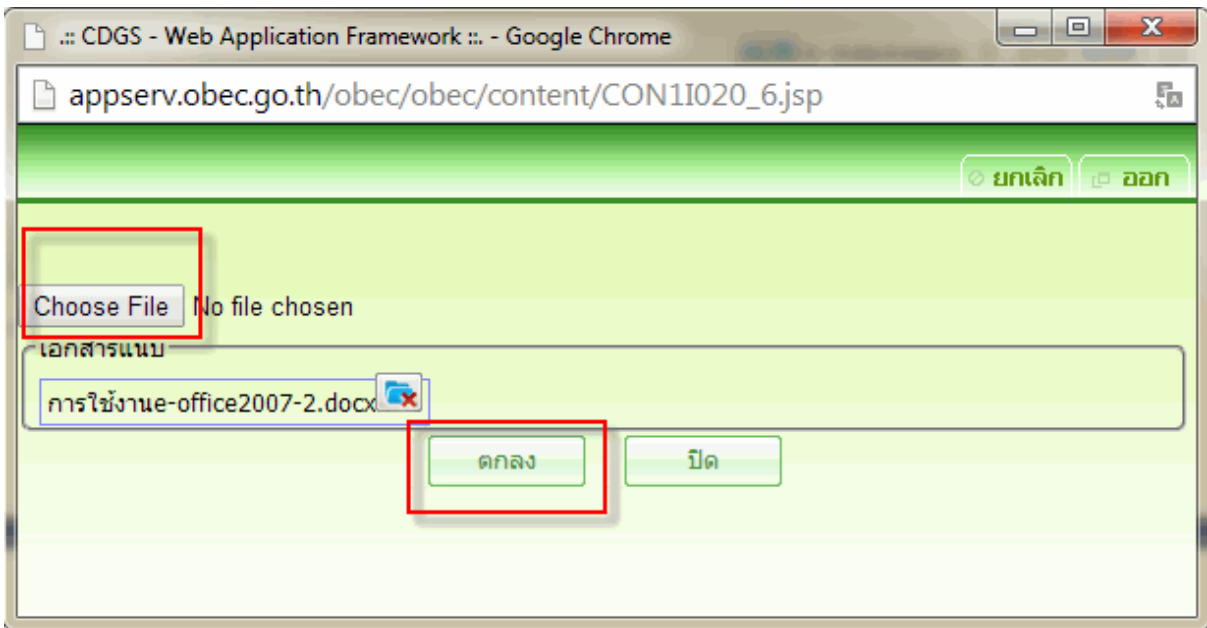 .:: CDGS - Web Application Framework ::. - Google Chrome
appserv.obec.go.th/obec/obec/content/CON1I020_6.jsp
ยกเลิก ออก
Choose File No file chosen
เอกสารแนบ
การใช้งานe-office2007-2.docx
ตกลง ปิด